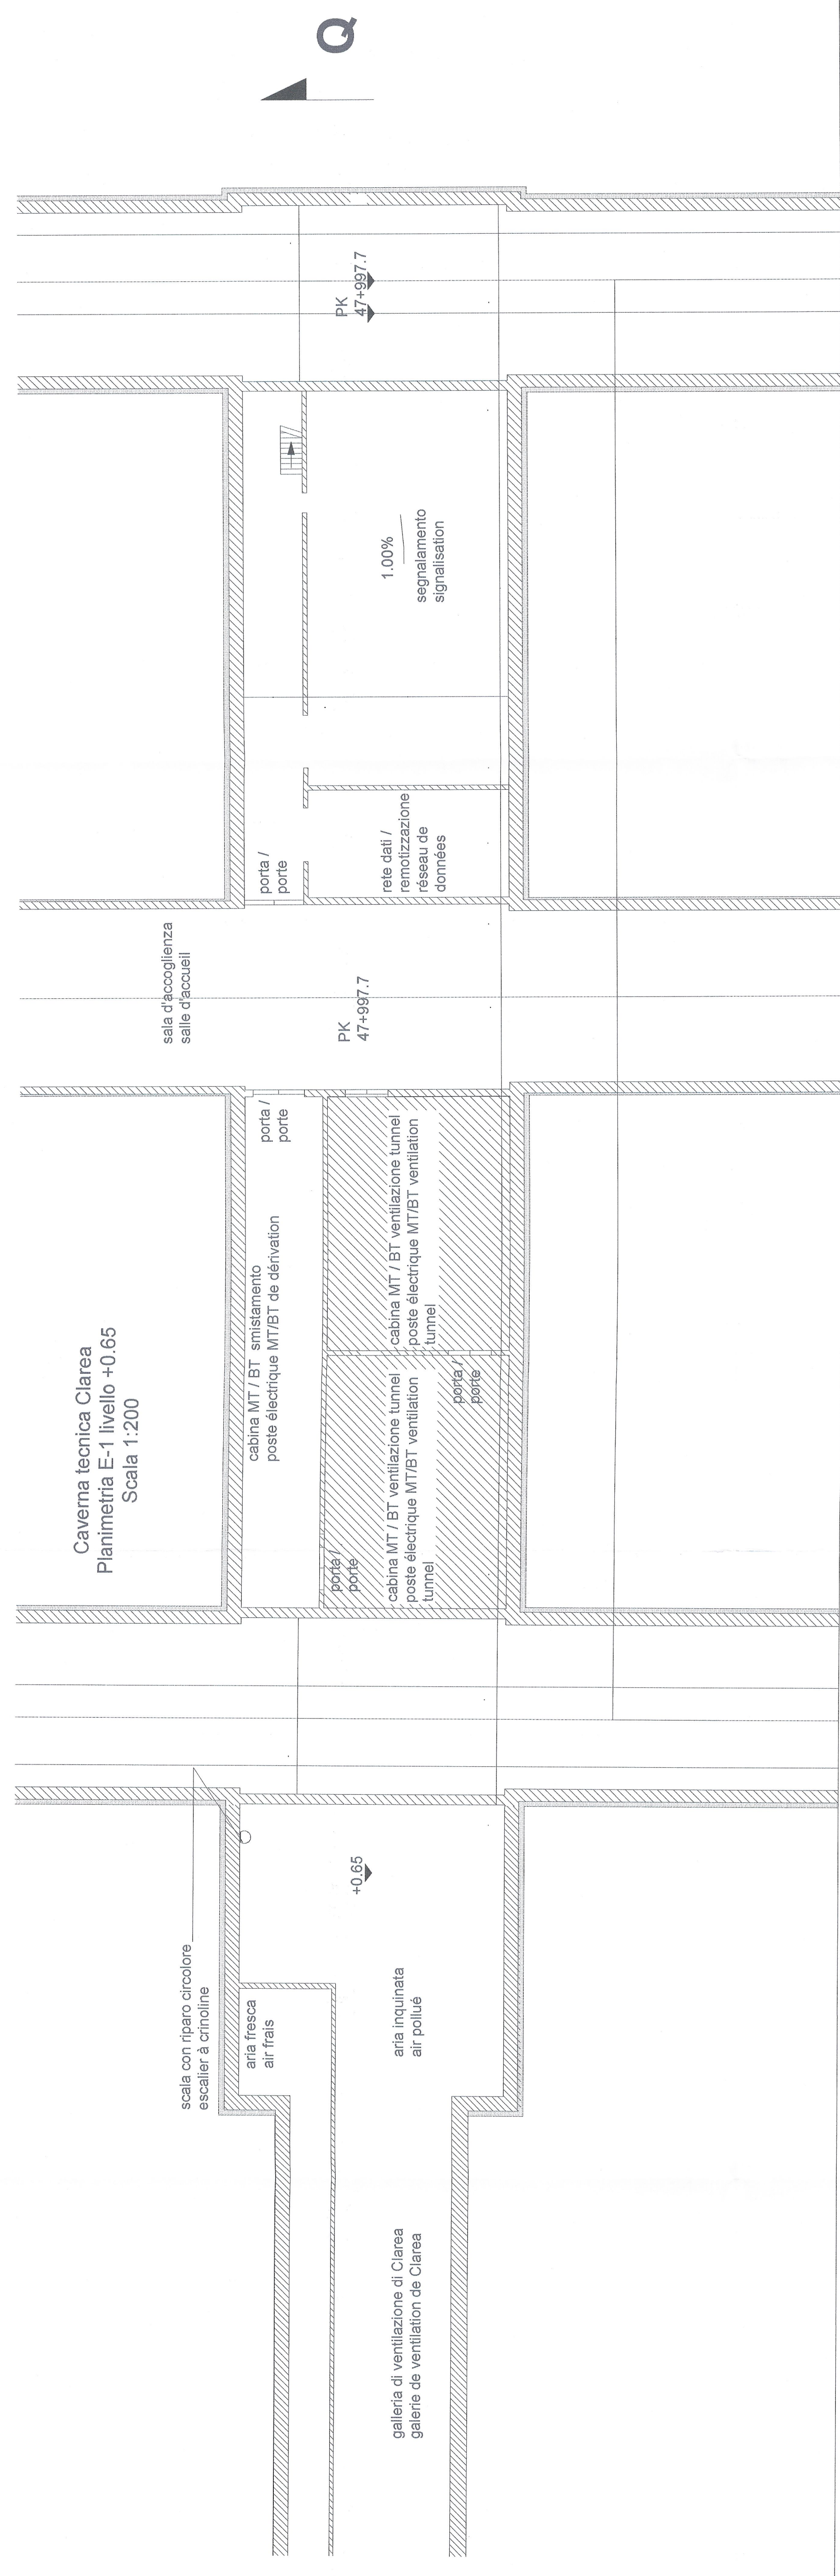 Caverna tecnica Clarea
Planimetria E-1 livello +0.65
Scala 1:200
scala con riparo circolore
escalier à crinoline
aria fresca
air frais
galleria di ventilazione di Clarea
galerie de ventilation de Clarea
aria inquinata
air pollué
+0.65
cabina MT / BT smistamento
poste électrique MT/BT de dérivation
porta /
porte
porta /
porte
cabina MT / BT ventilazione tunnel
poste électrique MT/BT ventilation
tunnel
porta /
porte
cabina MT / BT ventilazione tunnel
poste électrique MT/BT ventilation
tunnel
sala d'accoglienza
salle d'accueil
PK
47+997.7
porta /
porte
rete dati /
remotizzazione
réseau de
données
1.00%
segnalamento
signalisation
PK
47+997.7
Q